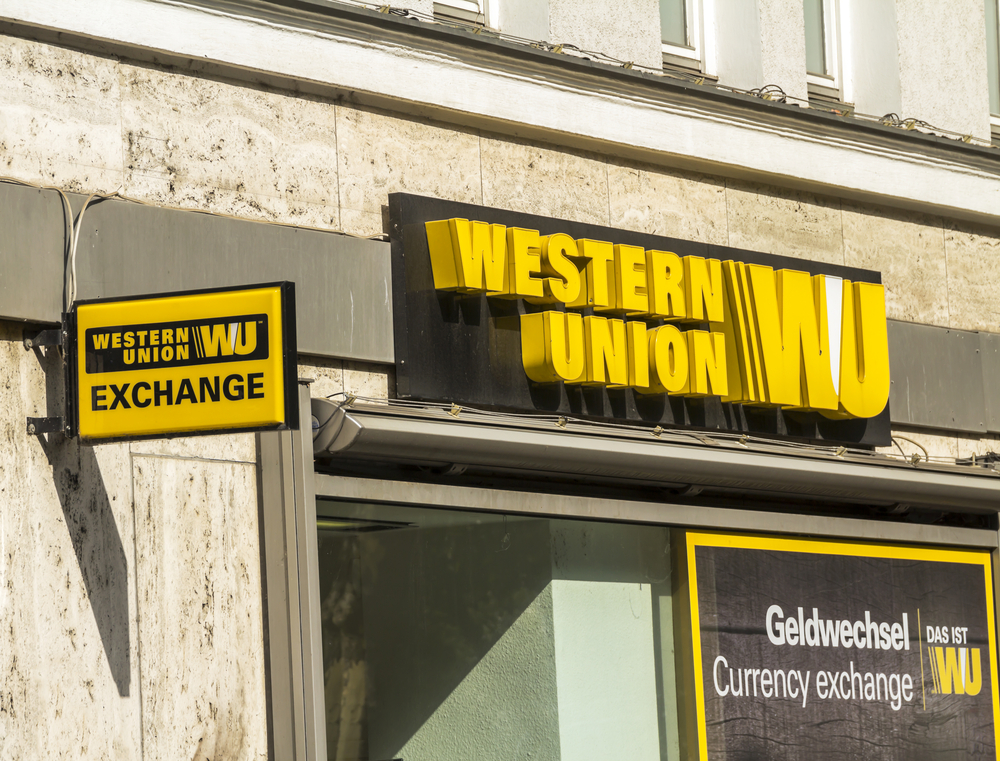 WESTERN
UNION WU
EXCHANGE
WESTERN
UNION WU
Geldwechsel
Currency exchange
DAS IST
WU